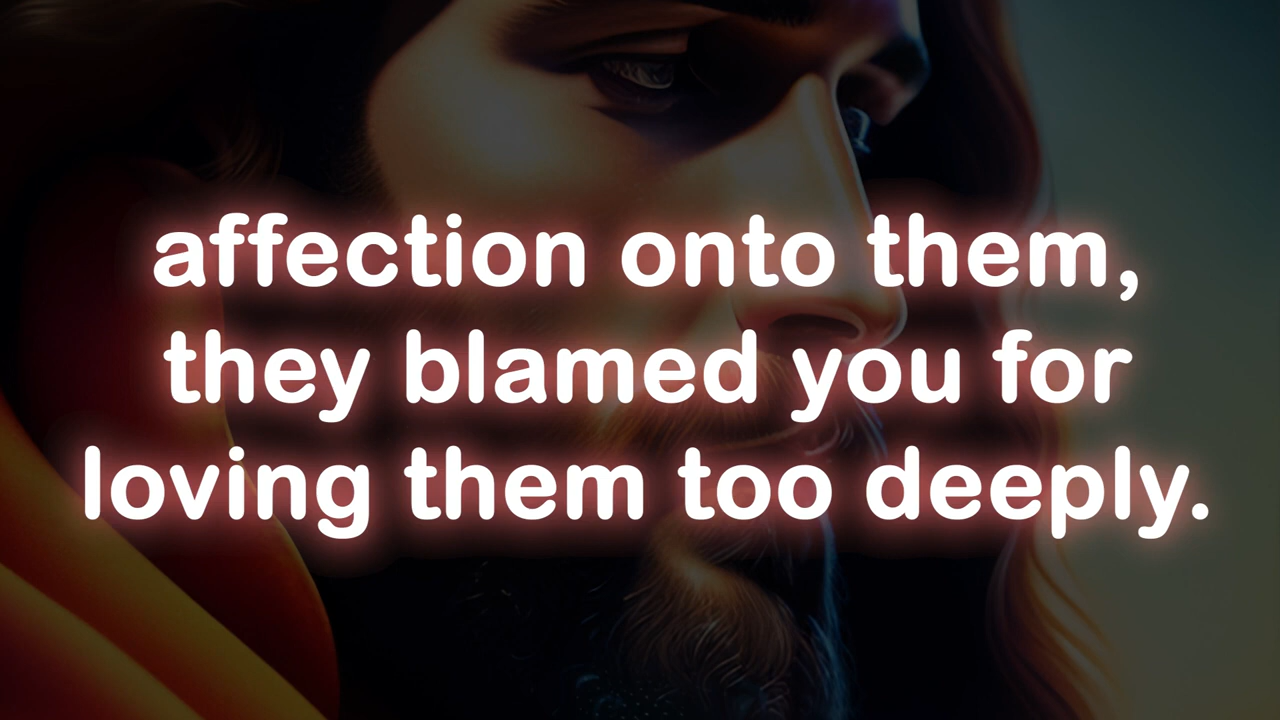 affection onto them,
they blamed you for
loving them too deeply.